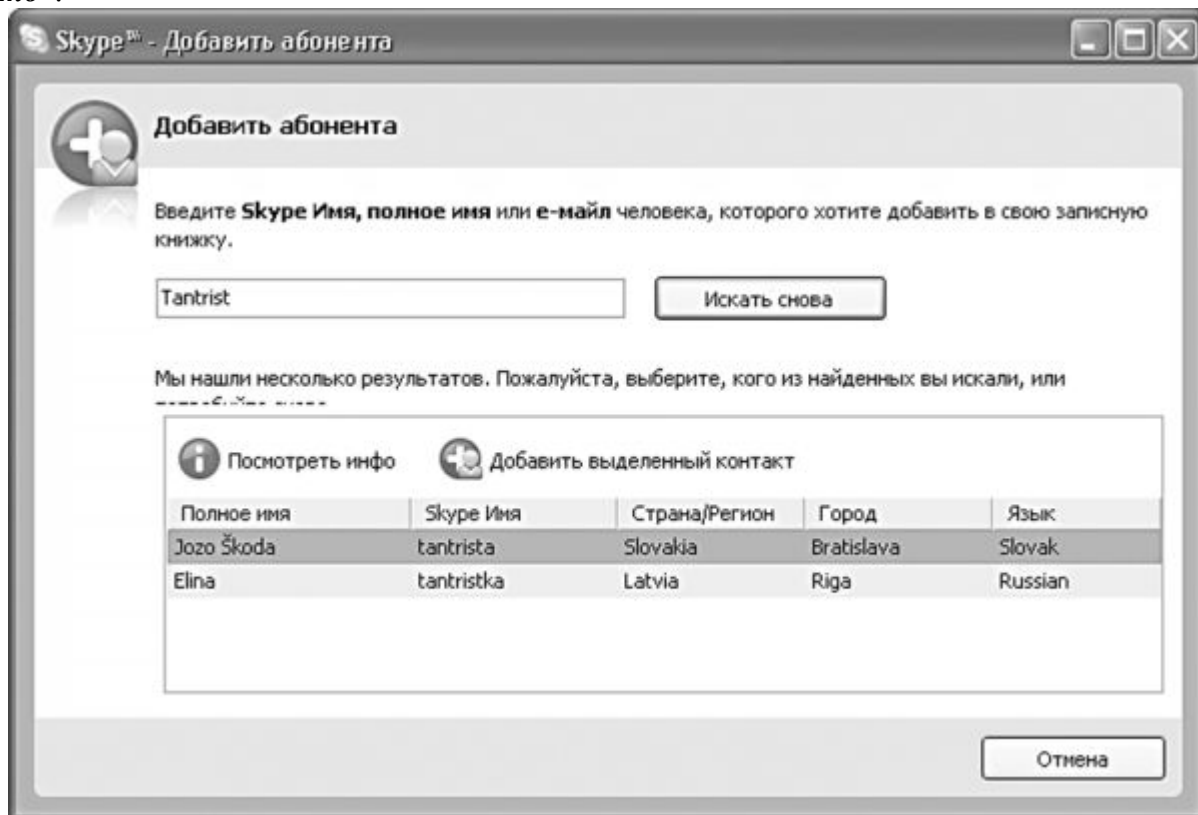 Skype™ - Добавить абонента
Добавить абонента
Введите Skype Имя, полное имя или е-майл человека, которого хотите добавить в свою записную
книжку.
Tantrist
Искать снова
Мы нашли несколько результатов. Пожалуйста, выберите, кого из найденных вы искали, или
Посмотреть инфо Добавить выделенный контакт
Полное имя Skype Имя Страна/Регион Город Язык
Jozo Škoda tantrista Slovakia Bratislava Slovak
Elina tantristka Latvia Riga Russian
Отмена